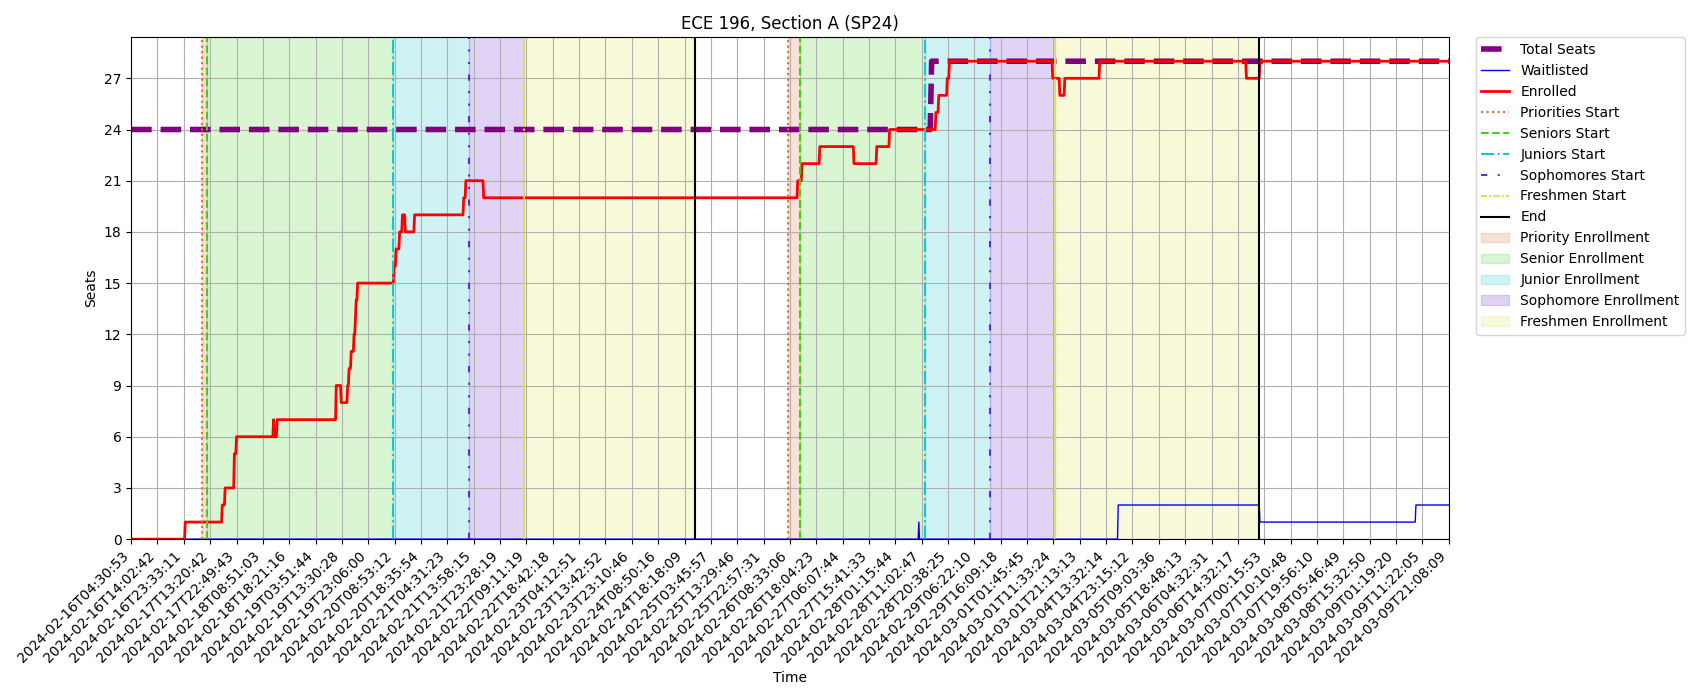 ECE 196, Section A (SP24)
Seats
27
24
21
18
15
12
9
6
3
0
2024-02-16T04:30:53
2024-02-16T14:02:42
2024-02-16T23:33:11
2024-02-17T13:20:42
2024-02-17T22:49:43
2024-02-18T08:51:03
2024-02-18T18:21:16
2024-02-19T03:51:44
2024-02-19T13:30:28
2024-02-19T23:06:00
2024-02-20T08:53:12
2024-02-20T18:35:54
2024-02-21T04:31:23
2024-02-21T13:58:15
2024-02-21T23:28:19
2024-02-22T09:11:19
2024-02-22T18:42:18
2024-02-23T04:12:51
2024-02-23T13:42:52
2024-02-23T23:10:46
2024-02-24T08:50:16
2024-02-24T18:18:09
2024-02-25T03:45:57
2024-02-25T13:29:46
2024-02-25T22:57:31
2024-02-26T08:33:06
2024-02-26T18:04:23
2024-02-27T06:07:44
2024-02-27T15:41:33
2024-02-28T01:15:44
2024-02-28T11:02:47
2024-02-28T20:38:25
2024-02-29T06:22:10
2024-02-29T16:09:18
2024-03-01T01:45:45
2024-03-01T11:33:24
2024-03-01T21:13:13
2024-03-04T18:32:14
2024-03-04T23:15:12
2024-03-05T09:03:36
2024-03-05T18:48:13
2024-03-06T04:32:31
2024-03-06T14:32:17
2024-03-07T00:15:53
2024-03-07T10:10:48
2024-03-07T19:56:10
2024-03-08T05:46:49
2024-03-08T15:32:50
2024-03-09T01:19:20
2024-03-09T11:22:05
2024-03-09T21:08:09
Time
Total Seats
Waitlisted
Enrolled
Priorities Start
Seniors Start
Juniors Start
Sophomores Start
Freshmen Start
End
Priority Enrollment
Senior Enrollment
Junior Enrollment
Sophomore Enrollment
Freshmen Enrollment